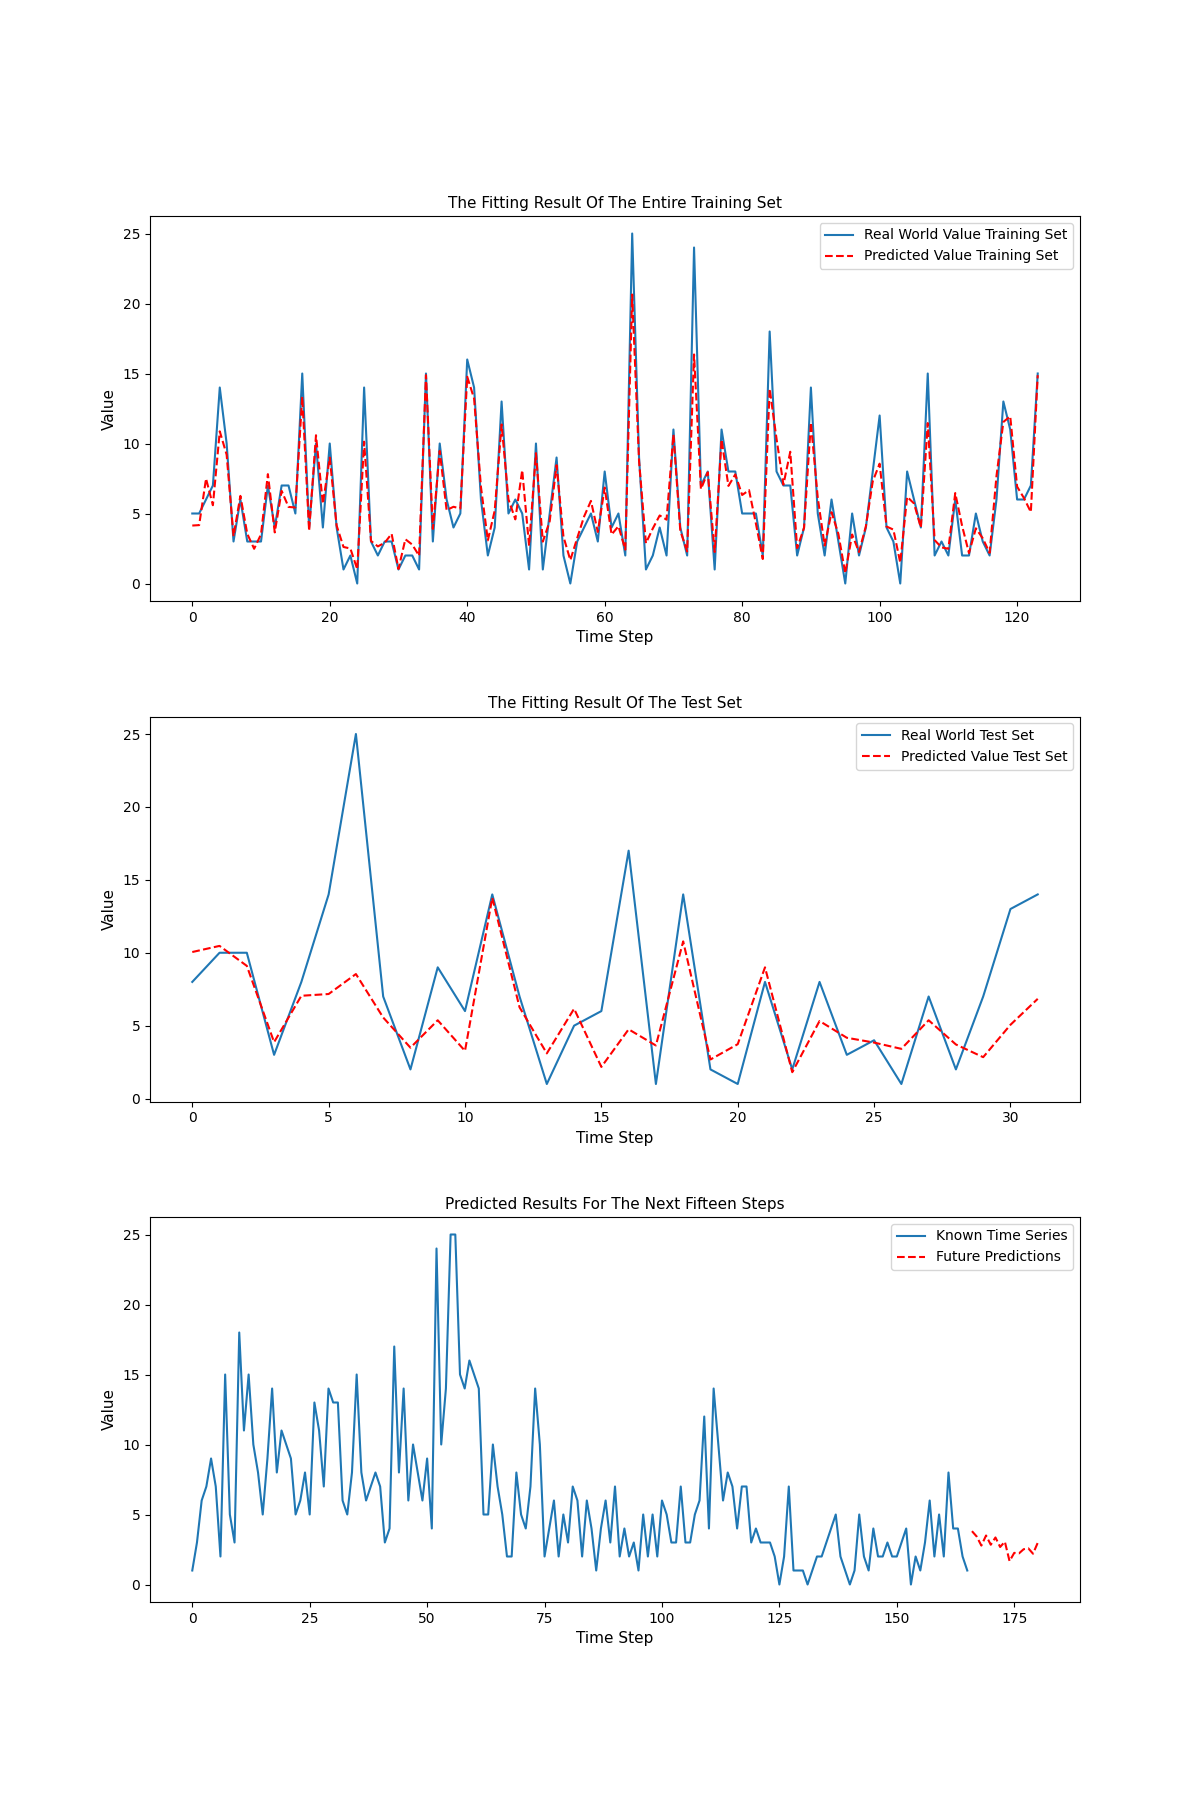 The Fitting Result Of The Entire Training Set
Real World Value Training Set
Predicted Value Training Set
Value
25
20
15
10
5
0
0 20 40 60 80 100 120
Time Step
The Fitting Result Of The Test Set
Real World Test Set
Predicted Value Test Set
Value
25
20
15
10
5
0
0 5 10 15 20 25 30
Time Step
Predicted Results For The Next Fifteen Steps
Known Time Series
Future Predictions
Value
25
20
15
10
5
0
0 25 50 75 100 125 150 175
Time Step